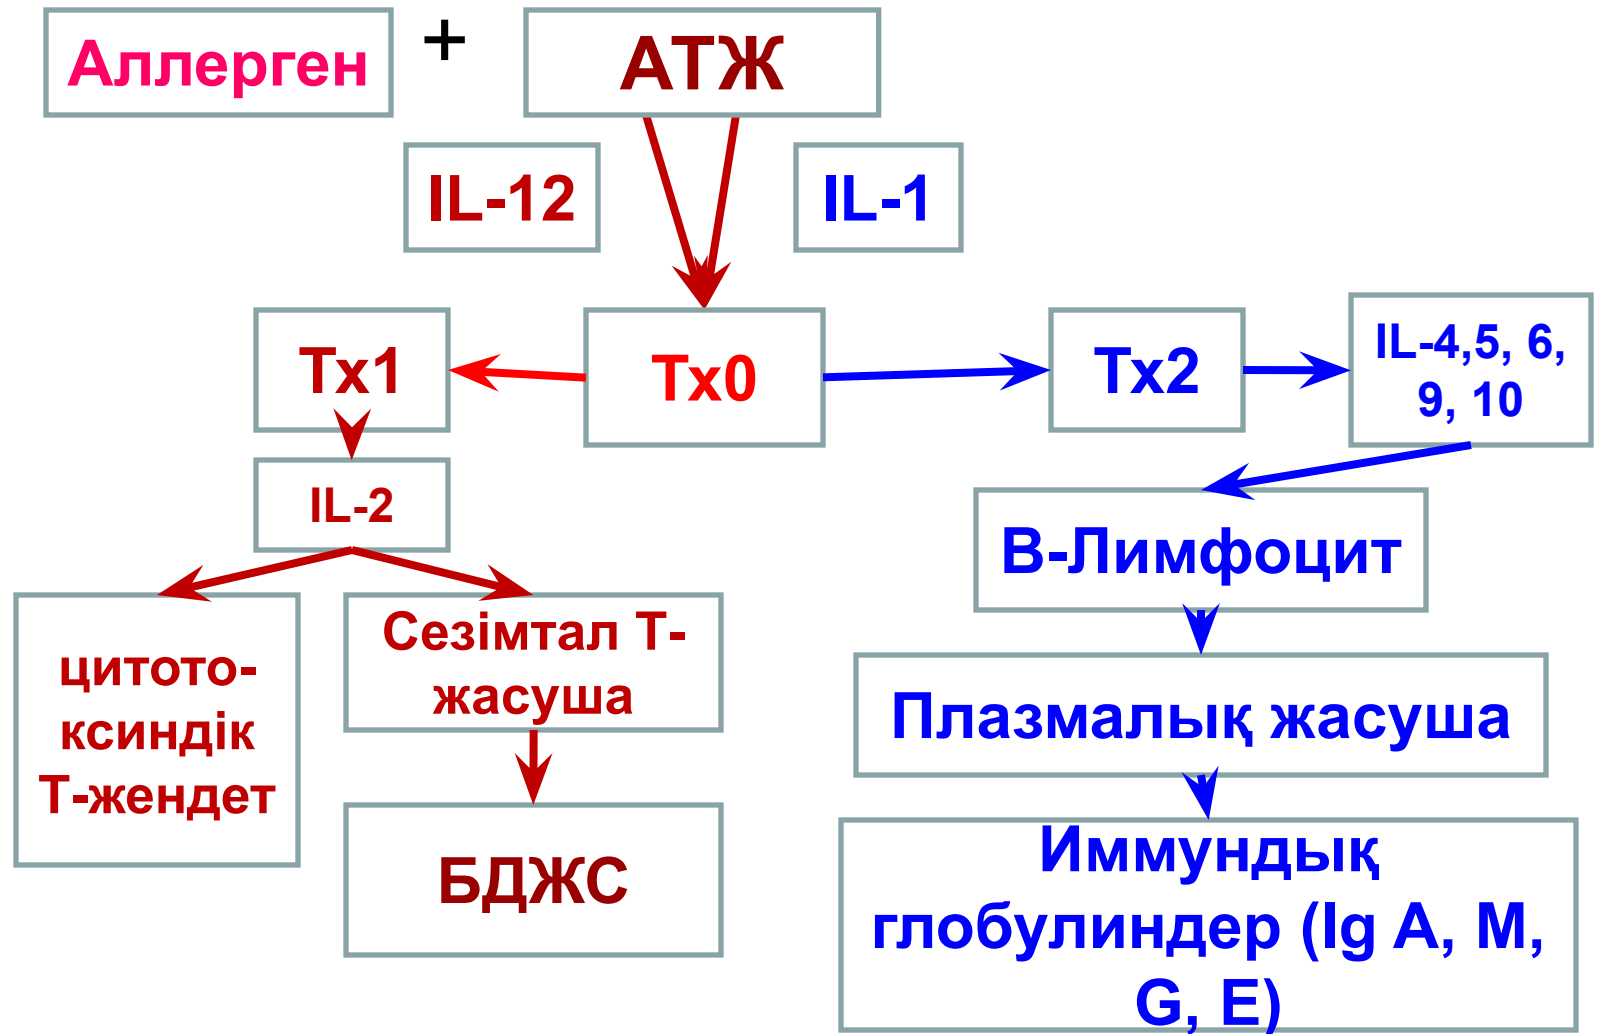 Аллерген
+
АТЖ
IL-12
IL-1
Тх1
Тх0
Тх2
IL-4,5, 6,
9, 10
IL-2
В-Лимфоцит
цитото-
ксиндік
Т-жендет
Сезімтал Т-
жасуша
Плазмалық жасуша
БДЖС
Иммундық
глобулиндер (Ig A, M,
G, E)